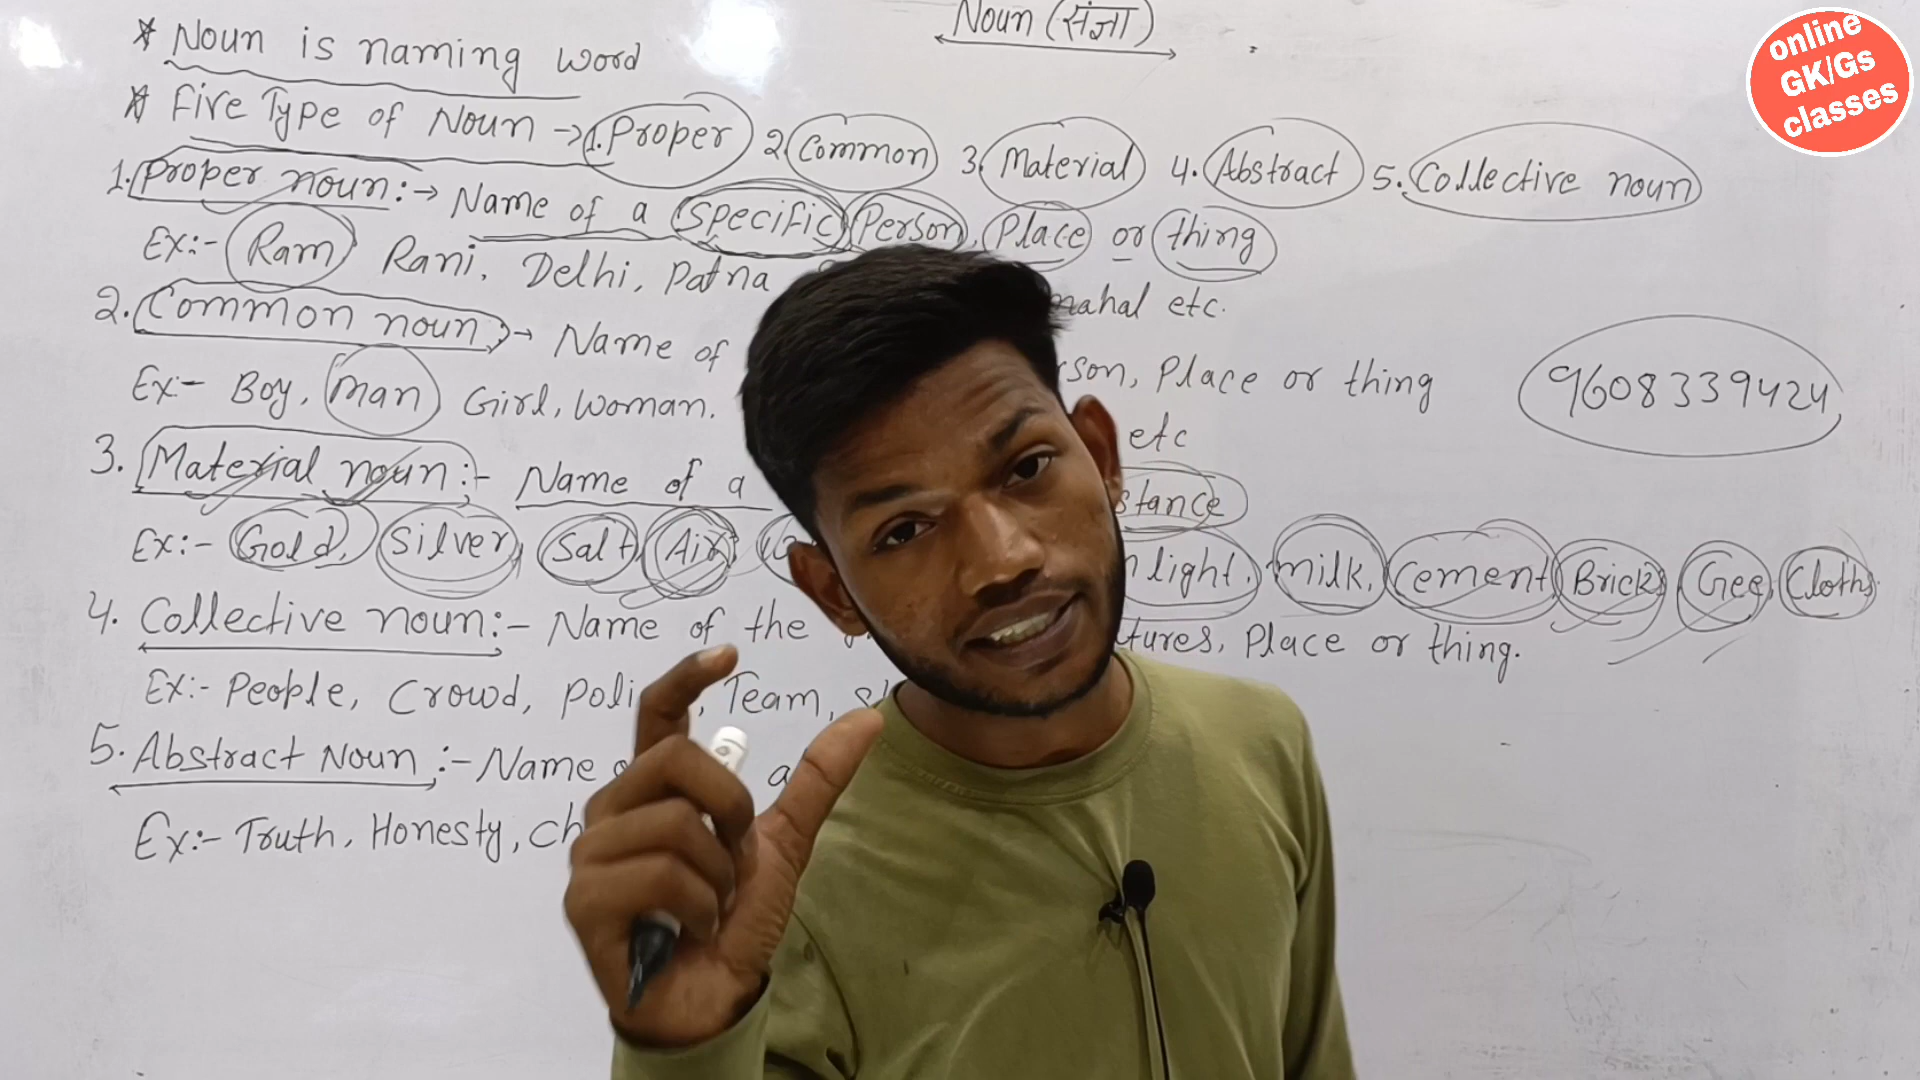 Noun (संज्ञा)
online
GK/Gs
classes
* Noun is naming word
* Five Type of Noun → 1. Proper 2. Common 3. Material 4. Abstract 5. Collective noun
1. Proper noun :→ Name of a specific Person, Place or thing
Ex:- Ram Rani, Delhi, Patna mahal etc.
2. Common noun → Name of son, Place or thing
Ex:- Boy, man Girl, woman. etc
9608339424
3. Material noun :- Name of a stance
Ex:- Gold, Silver, Salt, Air, light, milk, cement, Bricks, Gee, Cloths
4. Collective noun :- Name of the tures, Place or thing.
Ex:- People, Crowd, Poli , Team,
5. Abstract Noun :- Name a
Ex:- Truth, Honesty, ch